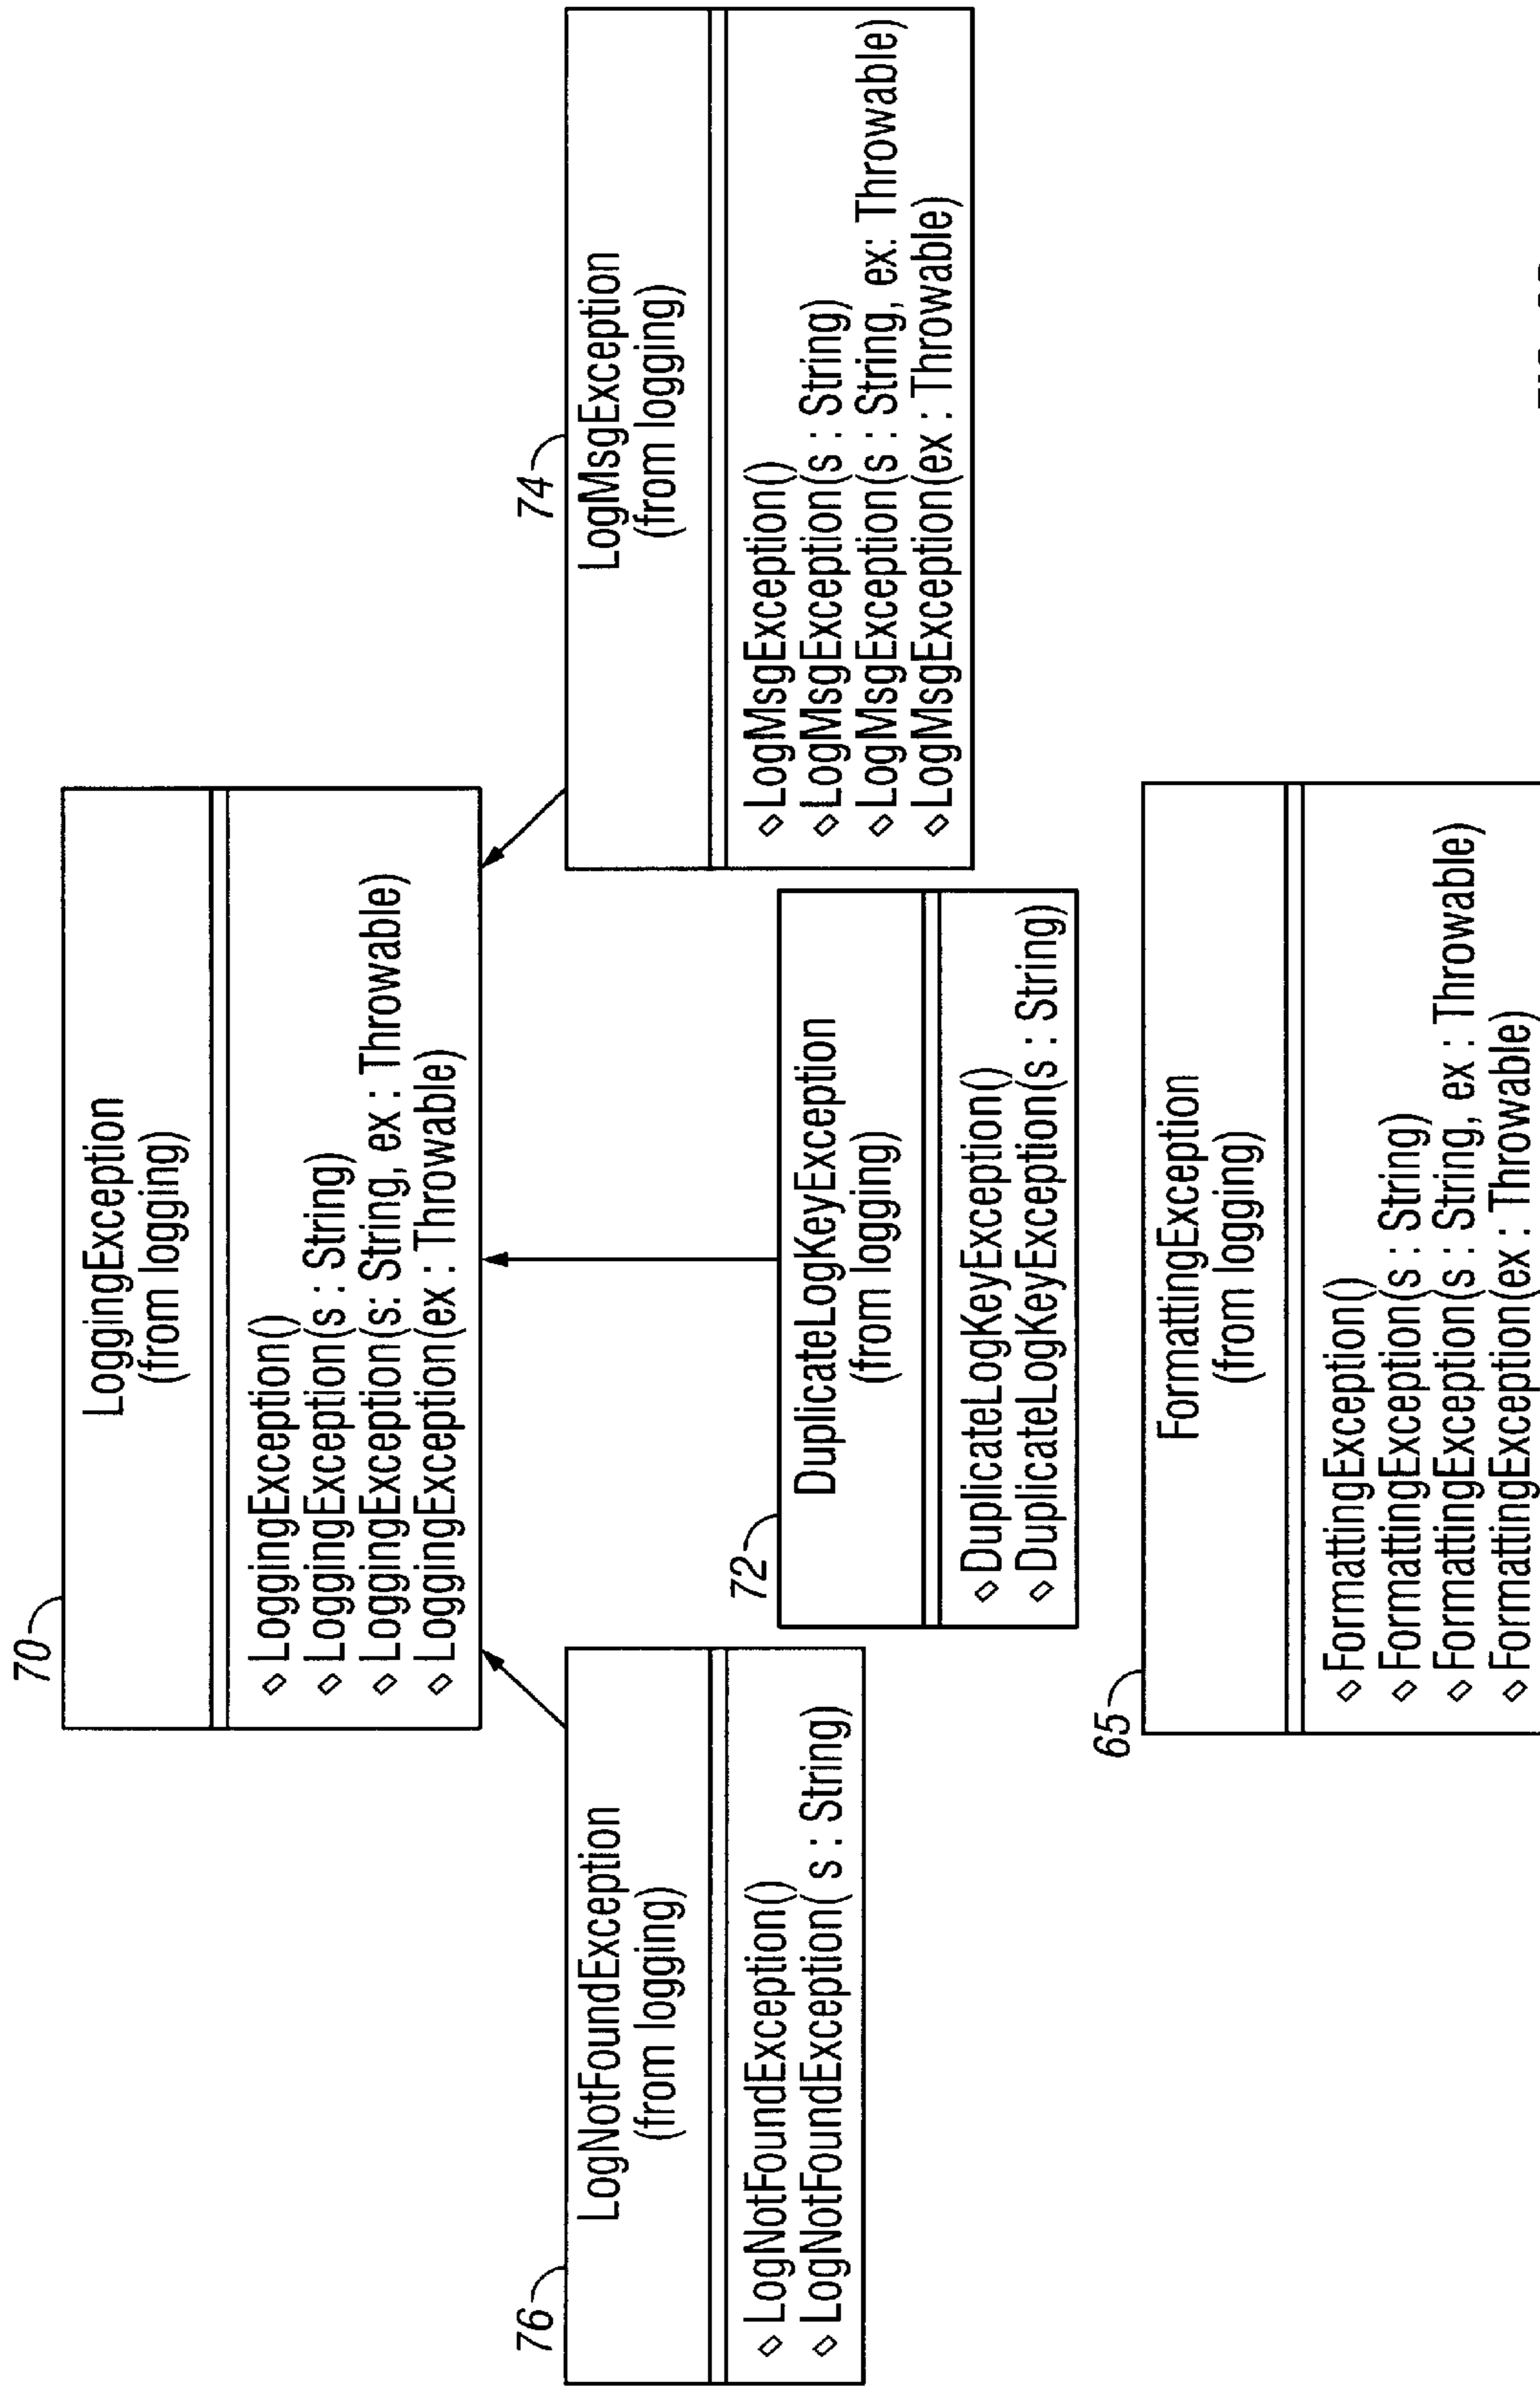 70
LoggingException
(from logging)
LoggingException()
LoggingException(s : String)
LoggingException(s: String, ex : Throwable)
LoggingException(ex : Throwable)
76
LogNotFoundException
(from logging)
LogNotFoundException()
LogNotFoundException( s : String)
72
DuplicateLogKeyException
(from logging)
DuplicateLogKeyException()
DuplicateLogKeyException(s : String)
74
LogMsgException
(from logging)
LogMsgException()
LogMsgException(s : String)
LogMsgException(s : String, ex: Throwable)
LogMsgException(ex : Throwable)
65
FormattingException
(from logging)
FormattingException()
FormattingException(s : String)
FormattingException(s : String, ex : Throwable)
FormattingException(ex : Throwable)